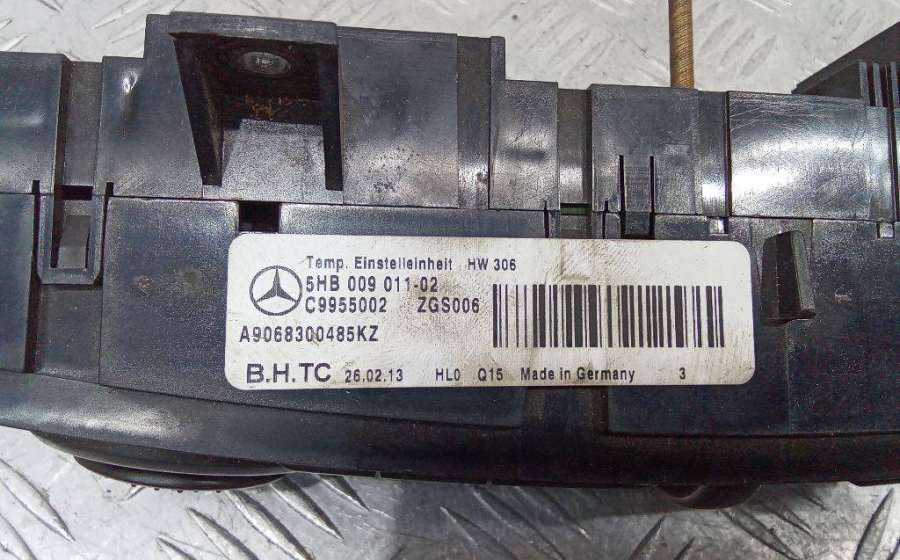 Temp. Einstelleinheit HW 306
5HB 009 011-02
C9955002 ZGS006
A9068300485KZ
B.H.TC 26.02.13 HL0 Q15 Made in Germany 3